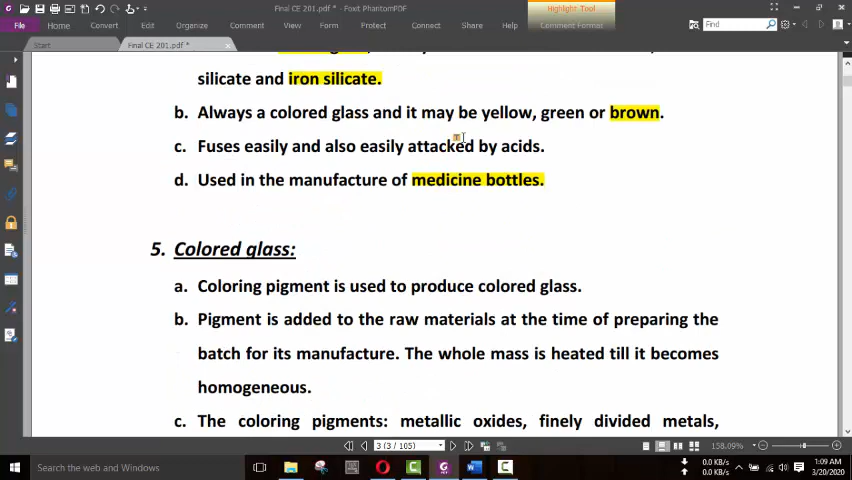 Final CE 201.pdf * - Foxit PhantomPDF
Highlight Tool
File
Home
Convert
Edit
Organize
Comment
View
Form
Protect
Connect
Share
Help
Comment Format
Find
Start
Final CE 201.pdf *
silicate and iron silicate.
b. Always a colored glass and it may be yellow, green or brown.
c. Fuses easily and also easily attacked by acids.
d. Used in the manufacture of medicine bottles.
5. Colored glass:
a. Coloring pigment is used to produce colored glass.
b. Pigment is added to the raw materials at the time of preparing the
batch for its manufacture. The whole mass is heated till it becomes
homogeneous.
c. The coloring pigments: metallic oxides, finely divided metals,
3 (3 / 105)
158.09%
Search the web and Windows
0.0 KB/s
0.0 KB/s
1:09 AM
3/20/2020